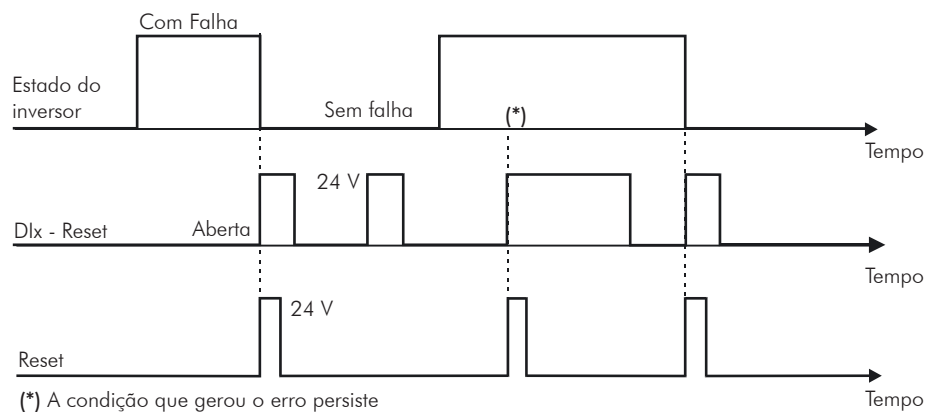 Com Falha
Estado do
inversor
Sem falha
(*)
Tempo
24 V
DIx - Reset
Aberta
Tempo
24 V
Reset
Tempo
(*) A condição que gerou o erro persiste